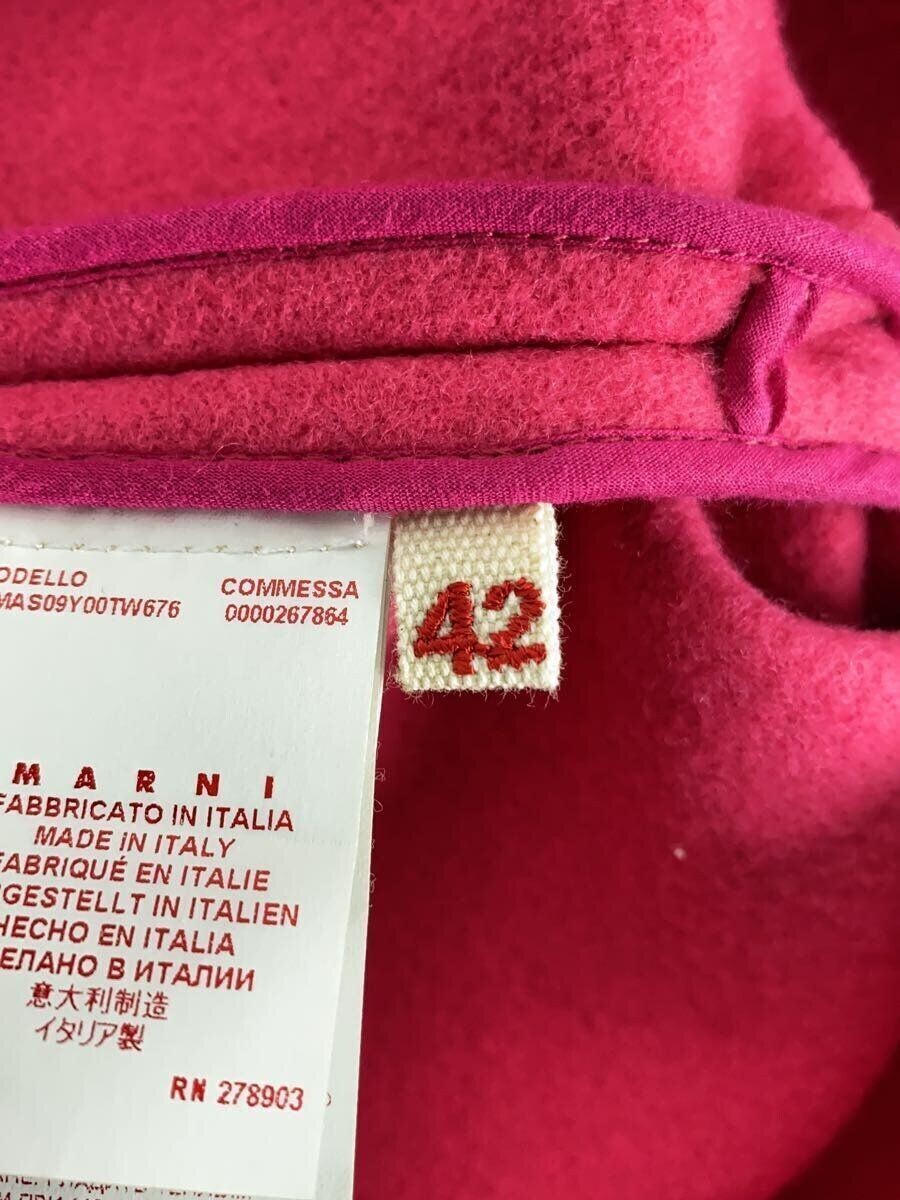 ODELLO COMMESSA
MAS09Y00TW676 0000267864
42
MARNI
FABBRICATO IN ITALIA
MADE IN ITALY
FABRIQUÉ EN ITALIE
GESTELLT IN ITALIEN
HECHO EN ITALIA
ЕЛАНО В ИТАЛИИ
意大利制造
イタリア製
RN 278903